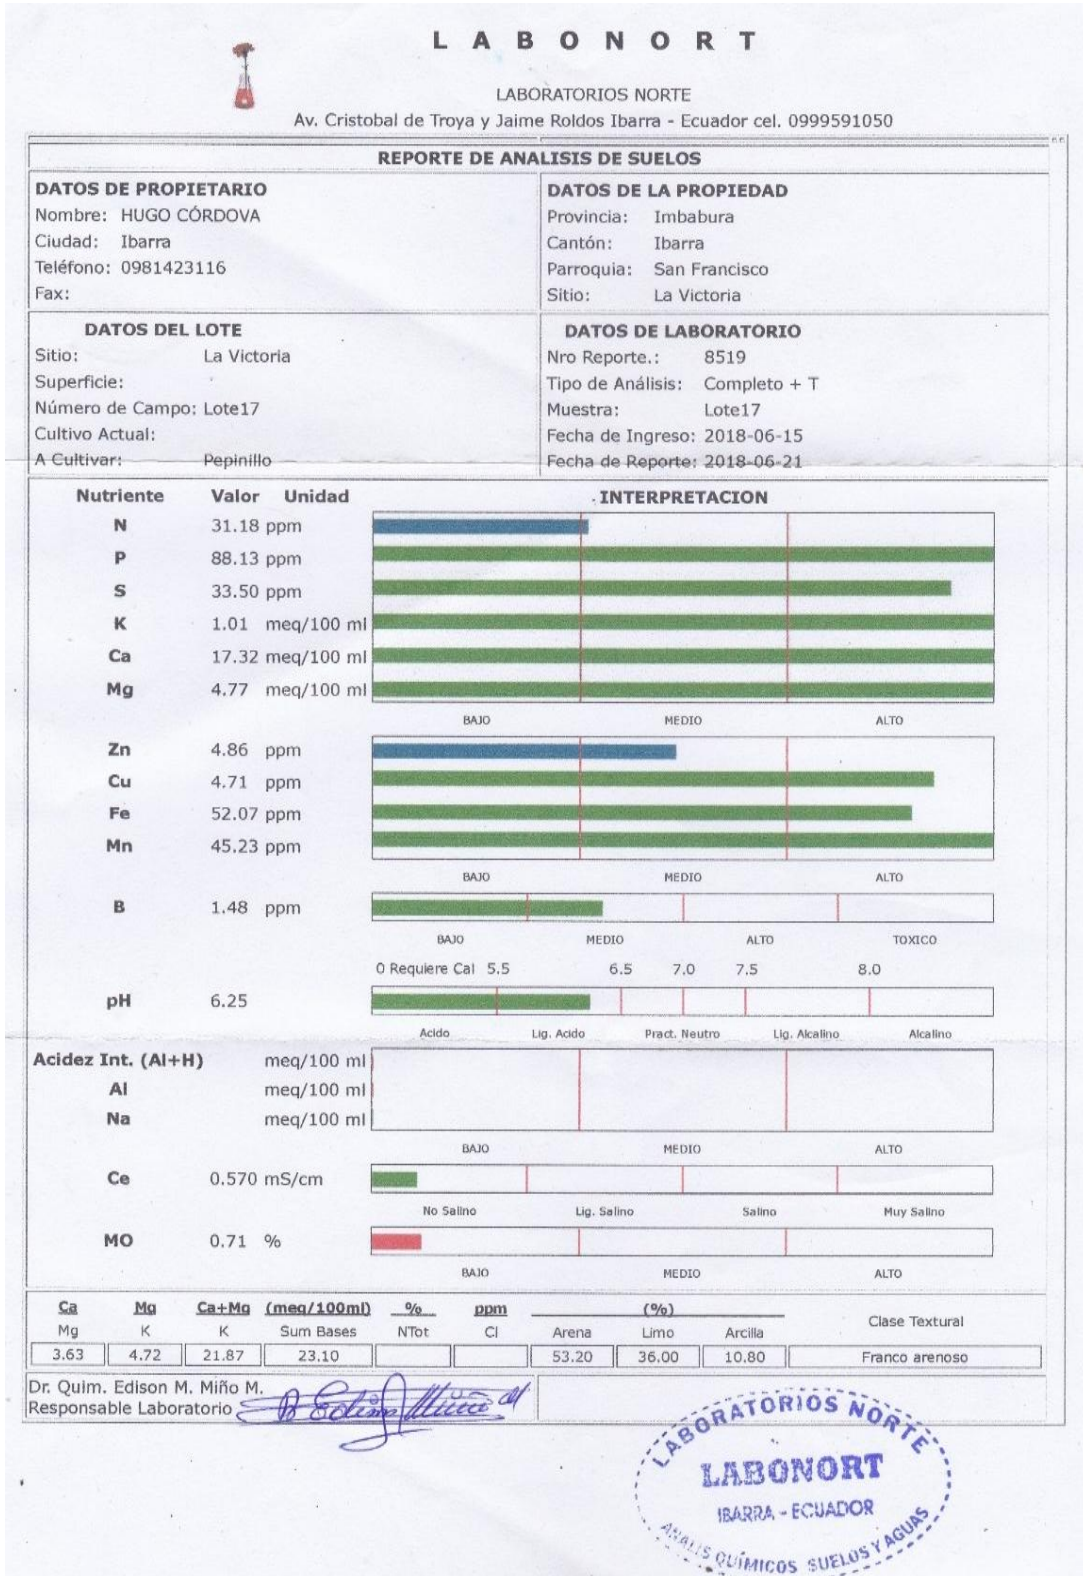 LABONORT
LABORATORIOS NORTE
Av. Cristobal de Troya y Jaime Roldos Ibarra - Ecuador cel. 0999591050
REPORTE DE ANALISIS DE SUELOS
DATOS DE PROPIETARIO
Nombre: HUGO CÓRDOVA
Ciudad: Ibarra
Teléfono: 0981423116
Fax:
DATOS DE LA PROPIEDAD
Provincia: Imbabura
Cantón: Ibarra
Parroquia: San Francisco
Sitio: La Victoria
DATOS DEL LOTE
Sitio: La Victoria
Superficie:
Número de Campo: Lote17
Cultivo Actual:
A Cultivar: Pepinillo
DATOS DE LABORATORIO
Nro Reporte.: 8519
Tipo de Análisis: Completo + T
Muestra: Lote17
Fecha de Ingreso: 2018-06-15
Fecha de Reporte: 2018-06-21
Nutriente Valor Unidad INTERPRETACION
N 31.18 ppm
P 88.13 ppm
S 33.50 ppm
K 1.01 meq/100 ml
Ca 17.32 meq/100 ml
Mg 4.77 meq/100 ml
BAJO MEDIO ALTO
Zn 4.86 ppm
Cu 4.71 ppm
Fe 52.07 ppm
Mn 45.23 ppm
BAJO MEDIO ALTO
B 1.48 ppm
BAJO MEDIO ALTO TOXICO
0 Requiere Cal 5.5 6.5 7.0 7.5 8.0
pH 6.25
Acido Lig. Acido Pract. Neutro Lig. Alcalino Alcalino
Acidez Int. (Al+H) meq/100 ml
Al meq/100 ml
Na meq/100 ml
BAJO MEDIO ALTO
Ce 0.570 mS/cm
No Salino Lig. Salino Salino Muy Salino
MO 0.71 %
BAJO MEDIO ALTO
Ca Mg Ca+Mg (meq/100ml) % ppm (%)
Mg K K Sum Bases NTot Cl Arena Limo Arcilla Clase Textural
3.63 4.72 21.87 23.10 53.20 36.00 10.80 Franco arenoso
Dr. Quim. Edison M. Miño M.
Responsable Laboratorio
LABORATORIOS NORTE
LABONORT
IBARRA - ECUADOR
ANALIS QUÍMICOS SUELOS Y AGUAS